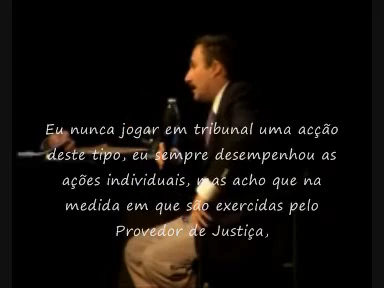 Eu nunca jogar em tribunal uma acção
deste tipo, eu sempre desempenhou as
ações individuais, mas acho que na
medida em que são exercidas pelo
Provedor de Justiça,